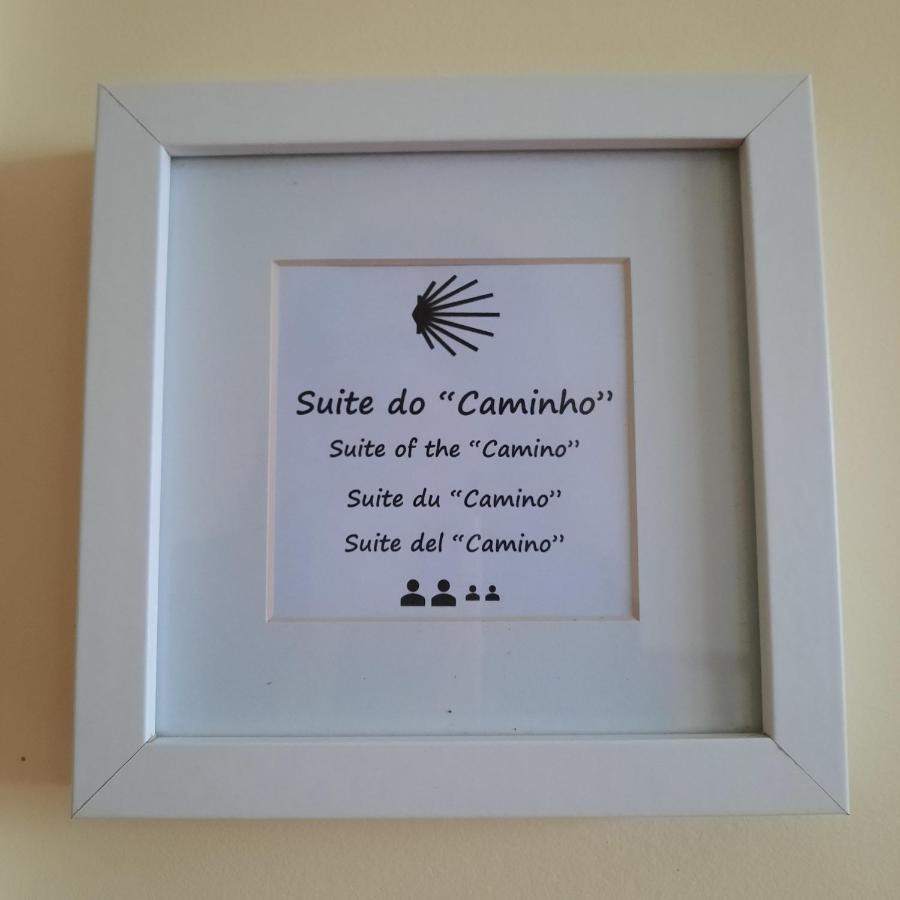 Suite do “Caminho”
Suite of the “Camino”
Suite du “Camino”
Suite del “Camino”